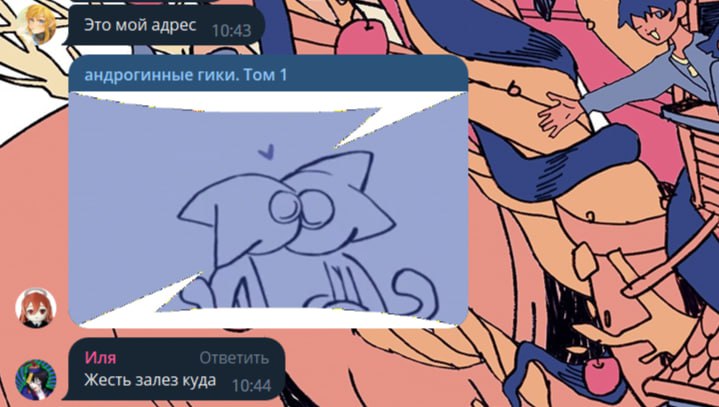 Это мой адрес 10:43
андрогинные гики. Том 1
Иля Ответить
Жесть залез куда 10:44